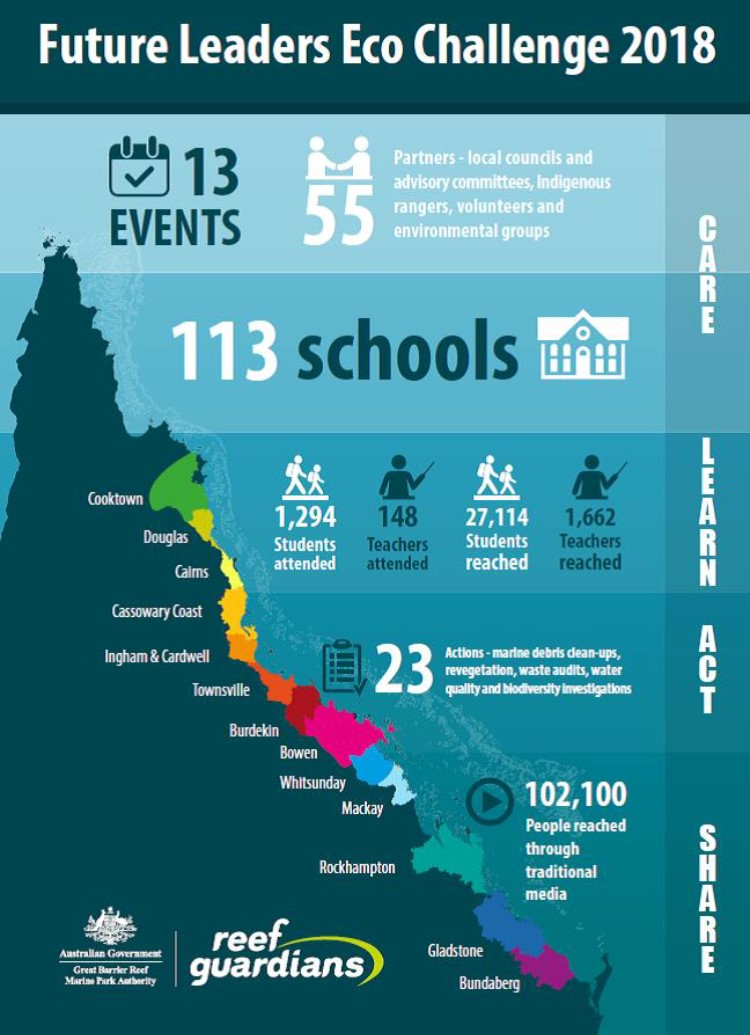 Future Leaders Eco Challenge 2018
13
EVENTS
55
Partners - local councils and
advisory committees, Indigenous
rangers, volunteers and
environmental groups
CARE
113 schools
LEARN
1,294
Students
attended
148
Teachers
attended
27,114
Students
reached
1,662
Teachers
reached
Cooktown
Douglas
Cairns
Cassowary Coast
Ingham & Cardwell
Townsville
Burdekin
Bowen
Whitsunday
Mackay
Rockhampton
Gladstone
Bundaberg
ACT
23
Actions - marine debris clean-ups,
revegetation, waste audits, water
quality and biodiversity investigations
SHARE
102,100
People reached
through
traditional
media
Australian Government
Great Barrier Reef
Marine Park Authority
reef
guardians